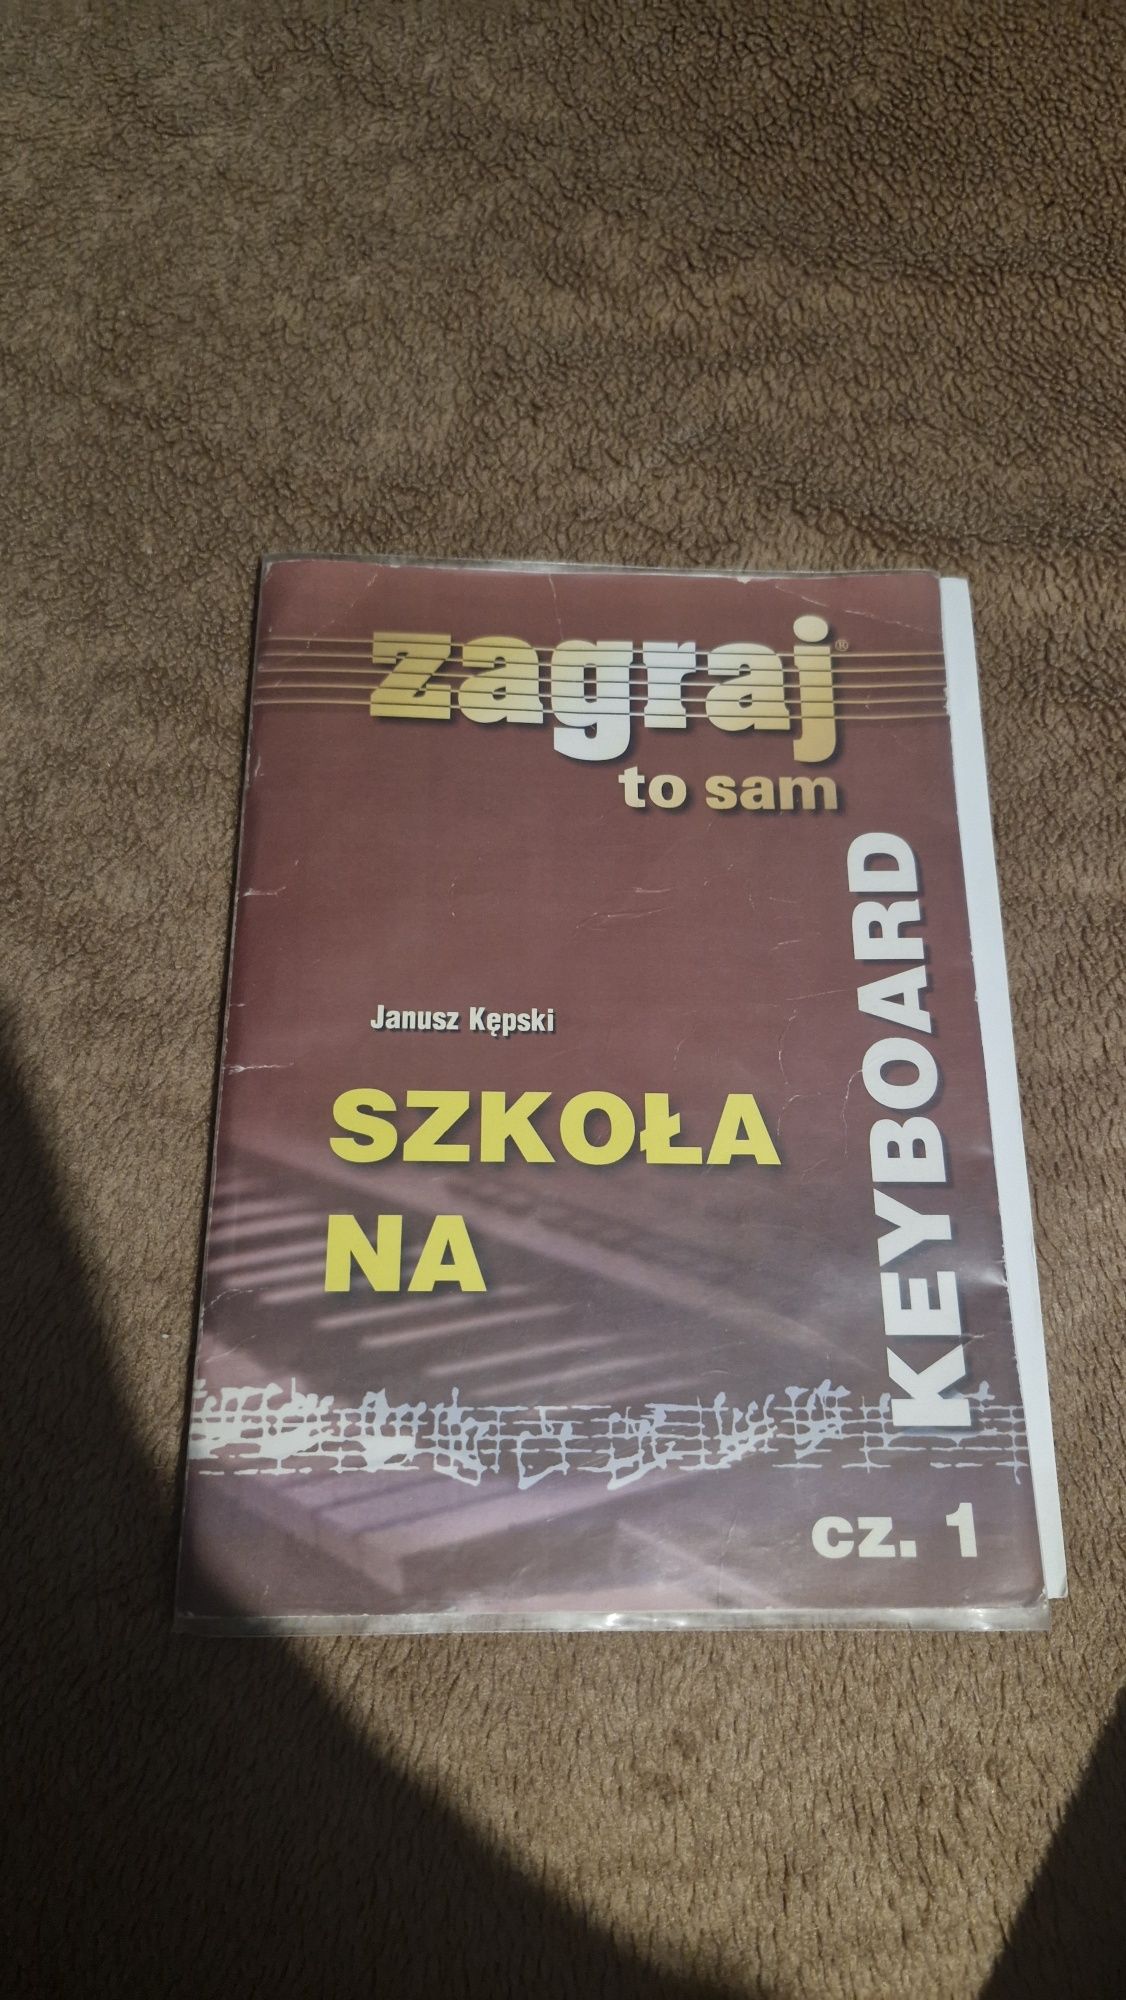 zagraj®
to sam
Janusz Kępski
SZKOŁA
NA
KEYBOARD
cz. 1